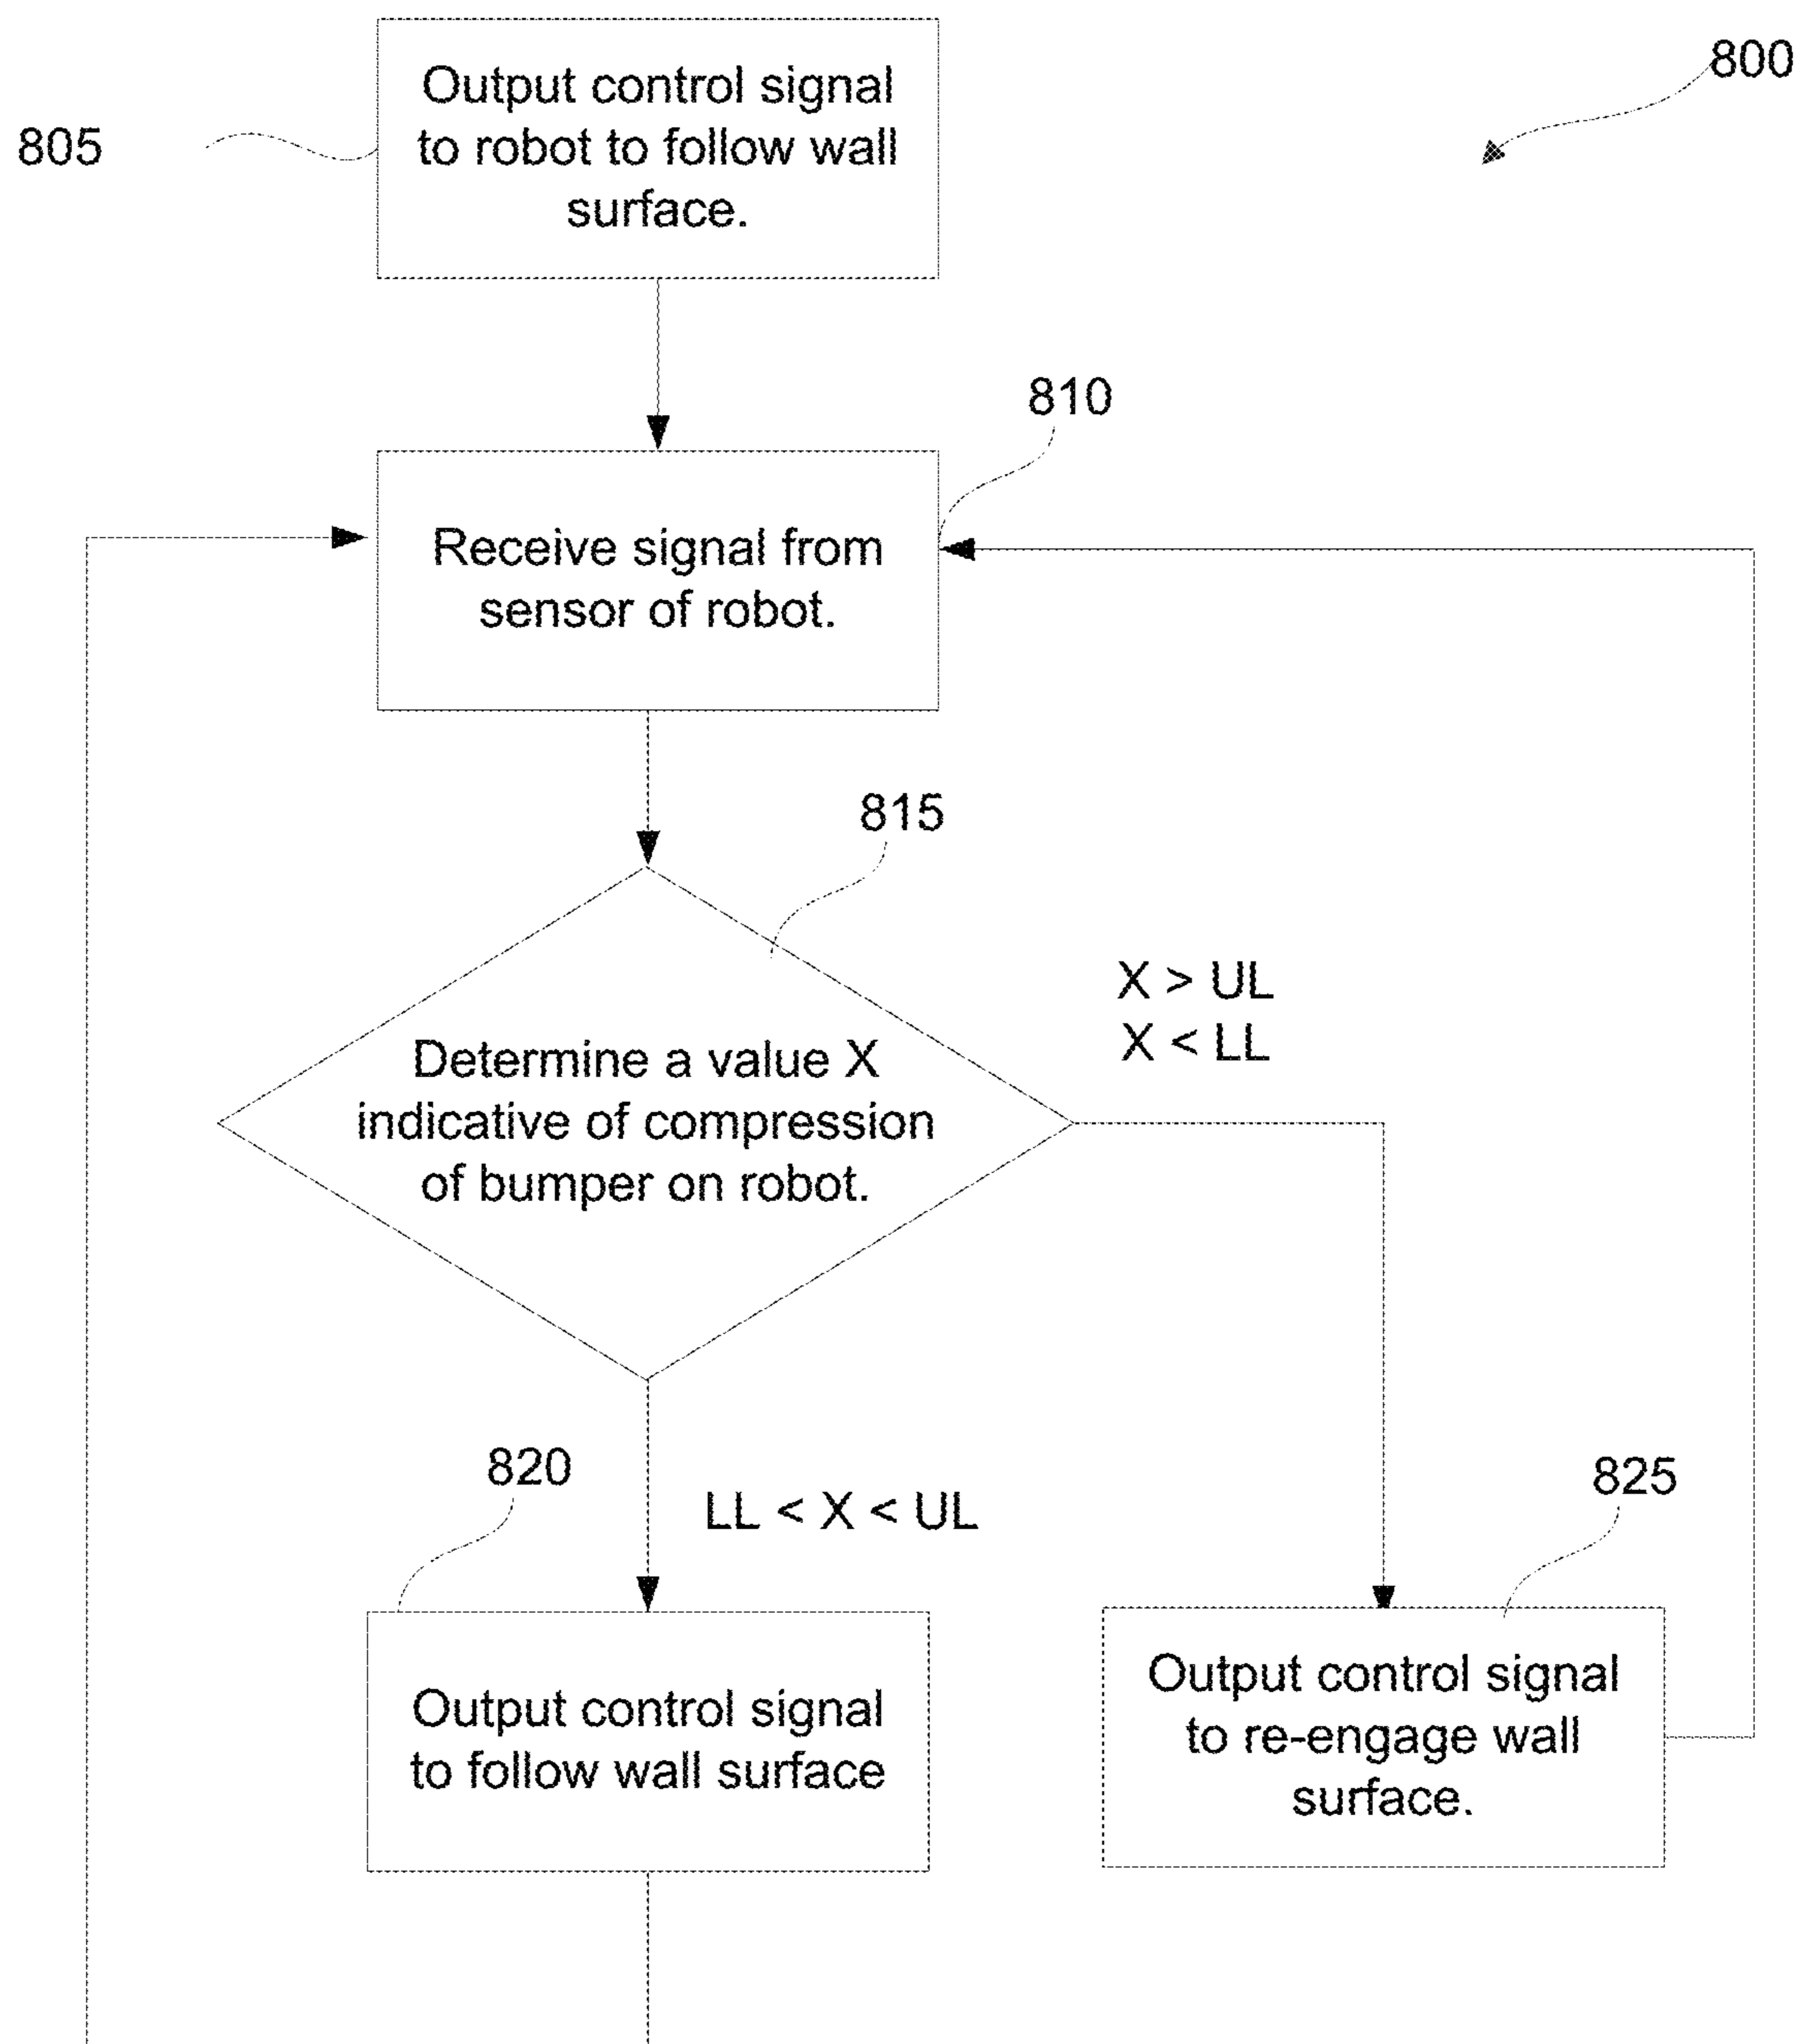 800
805
Output control signal
to robot to follow wall
surface.
810
Receive signal from
sensor of robot.
815
Determine a value X
indicative of compression
of bumper on robot.
X > UL
X < LL
820
LL < X < UL
825
Output control signal
to follow wall surface
Output control signal
to re-engage wall
surface.